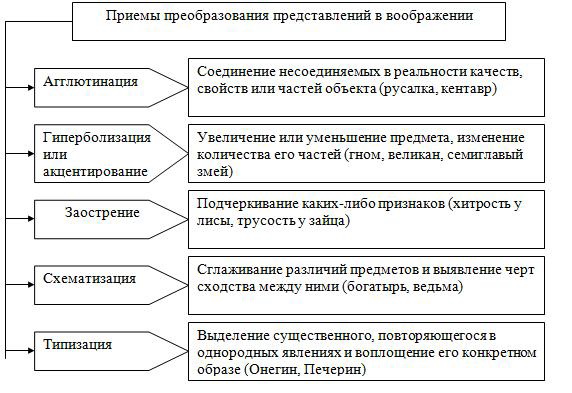 Приемы преобразования представлений в воображении
Агглютинация
Соединение несоединяемых в реальности качеств,
свойств или частей объекта (русалка, кентавр)
Гиперболизация
или
акцентирование
Увеличение или уменьшение предмета, изменение
количества его частей (гном, великан, семиглавый
змей)
Заострение
Подчеркивание каких-либо признаков (хитрость у
лисы, трусость у зайца)
Схематизация
Сглаживание различий предметов и выявление черт
сходства между ними (богатырь, ведьма)
Типизация
Выделение существенного, повторяющегося в
однородных явлениях и воплощение его конкретном
образе (Онегин, Печерин)